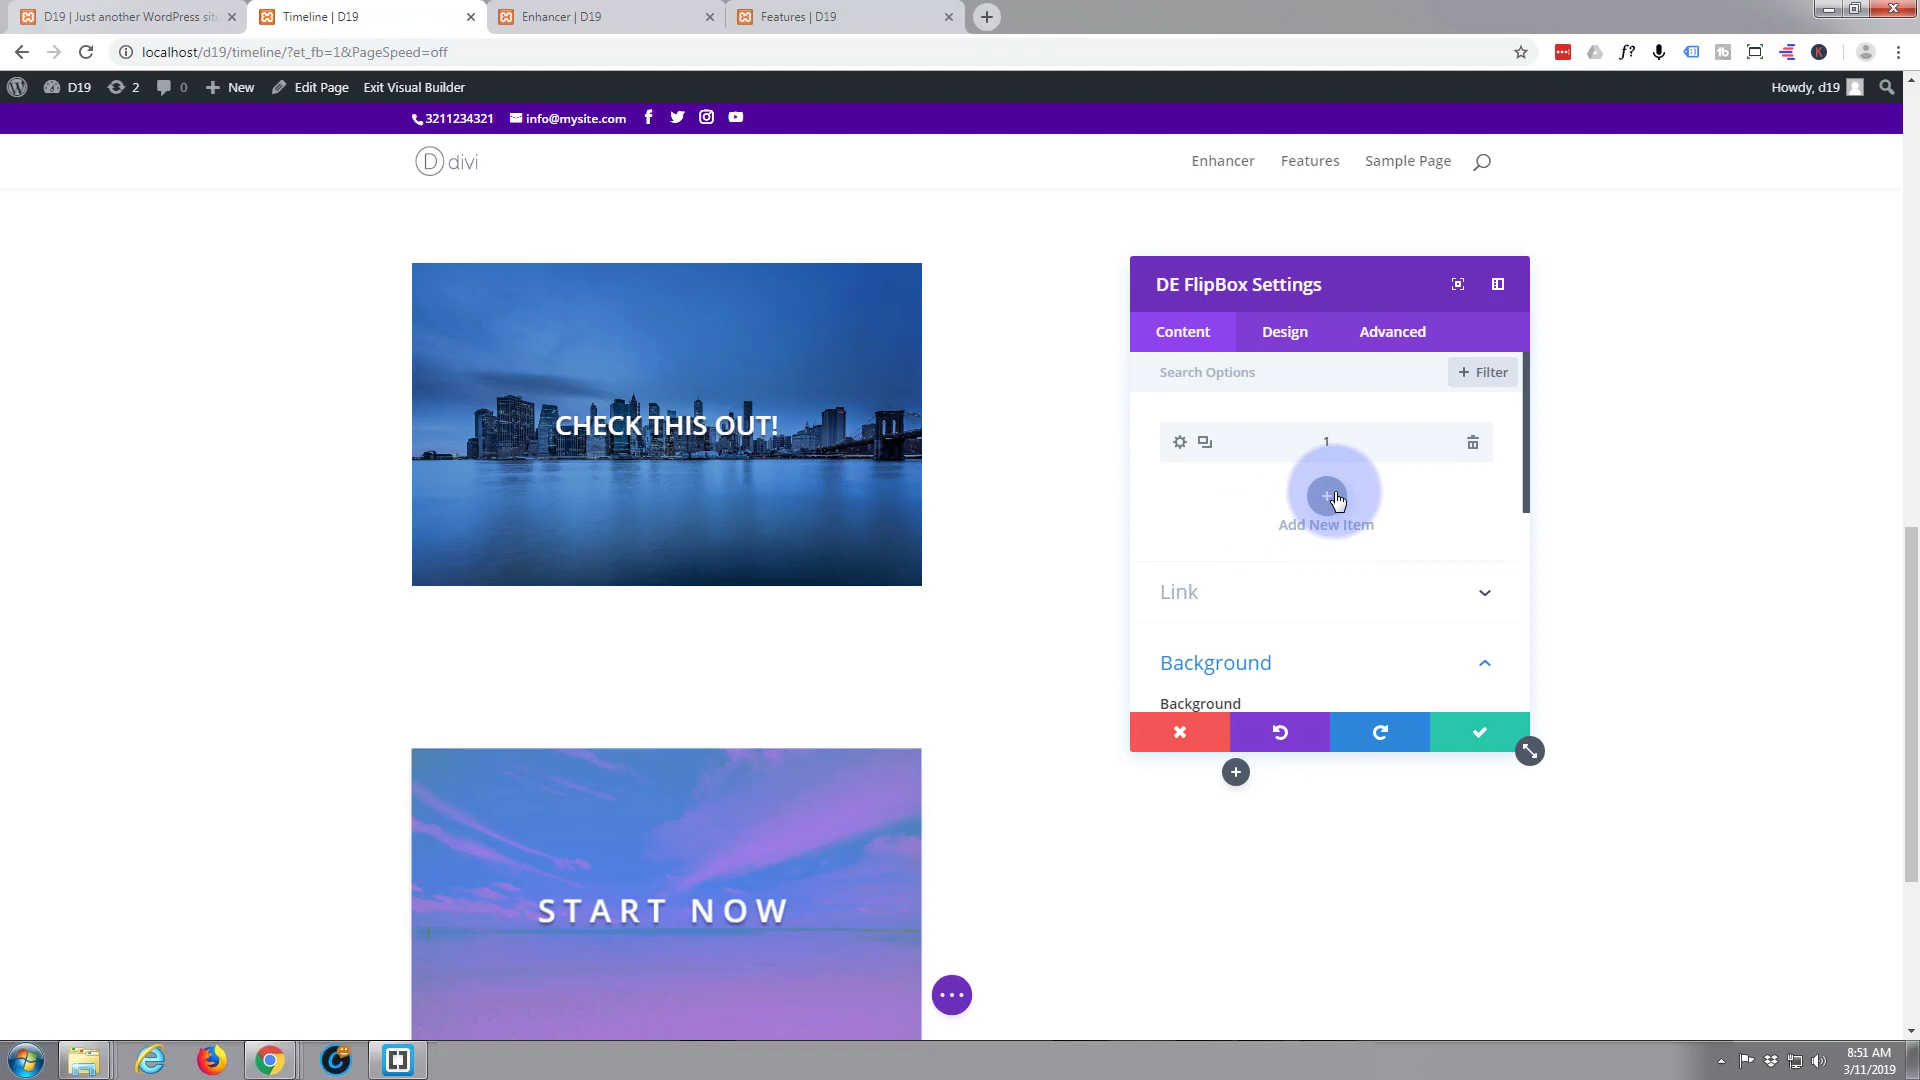 D19 | Just another WordPress sit
Timeline | D19
Enhancer | D19
Features | D19
localhost/d19/timeline/?et_fb=1&PageSpeed=off
D19
2
0
New
Edit Page
Exit Visual Builder
Howdy, d19
3211234321
info@mysite.com
D divi
Enhancer
Features
Sample Page
CHECK THIS OUT!
DE FlipBox Settings
Content
Design
Advanced
Search Options
+ Filter
1
Add New Item
Link
Background
Background
START NOW
8:51 AM
3/11/2019